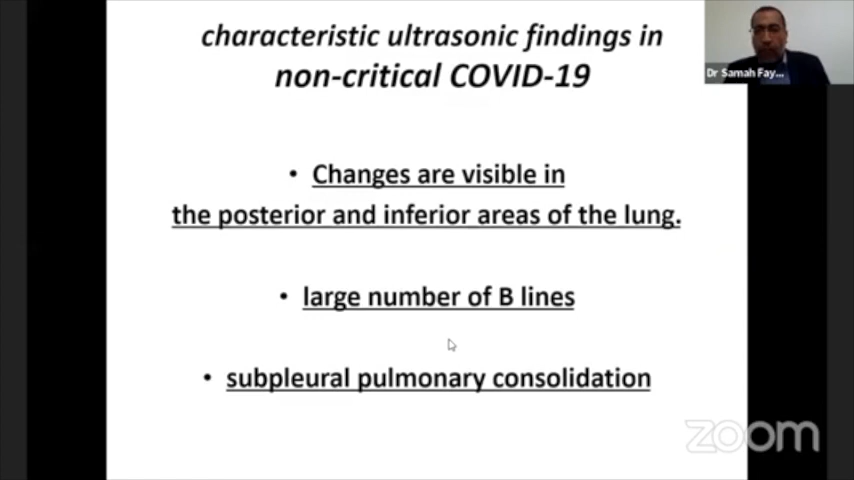 characteristic ultrasonic findings in
non-critical COVID-19
Dr Samah Fay...
• Changes are visible in
the posterior and inferior areas of the lung.
• large number of B lines
• subpleural pulmonary consolidation
zoom